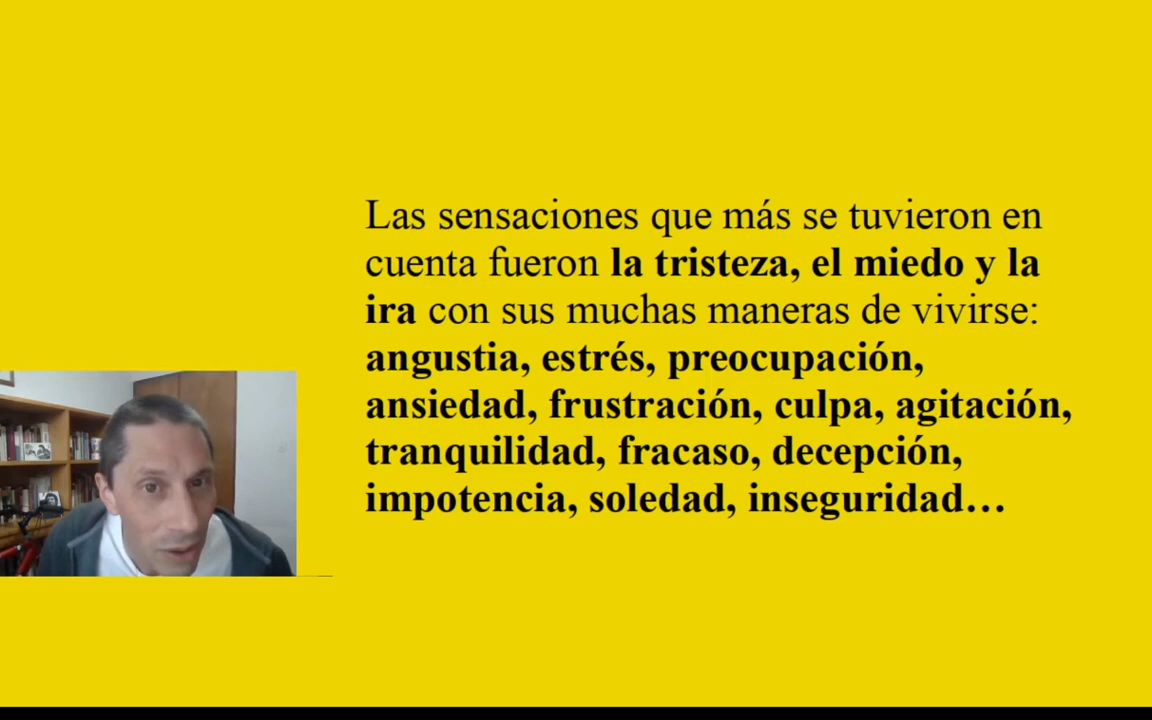 Las sensaciones que más se tuvieron en
cuenta fueron la tristeza, el miedo y la
ira con sus muchas maneras de vivirse:
angustia, estrés, preocupación,
ansiedad, frustración, culpa, agitación,
tranquilidad, fracaso, decepción,
impotencia, soledad, inseguridad…